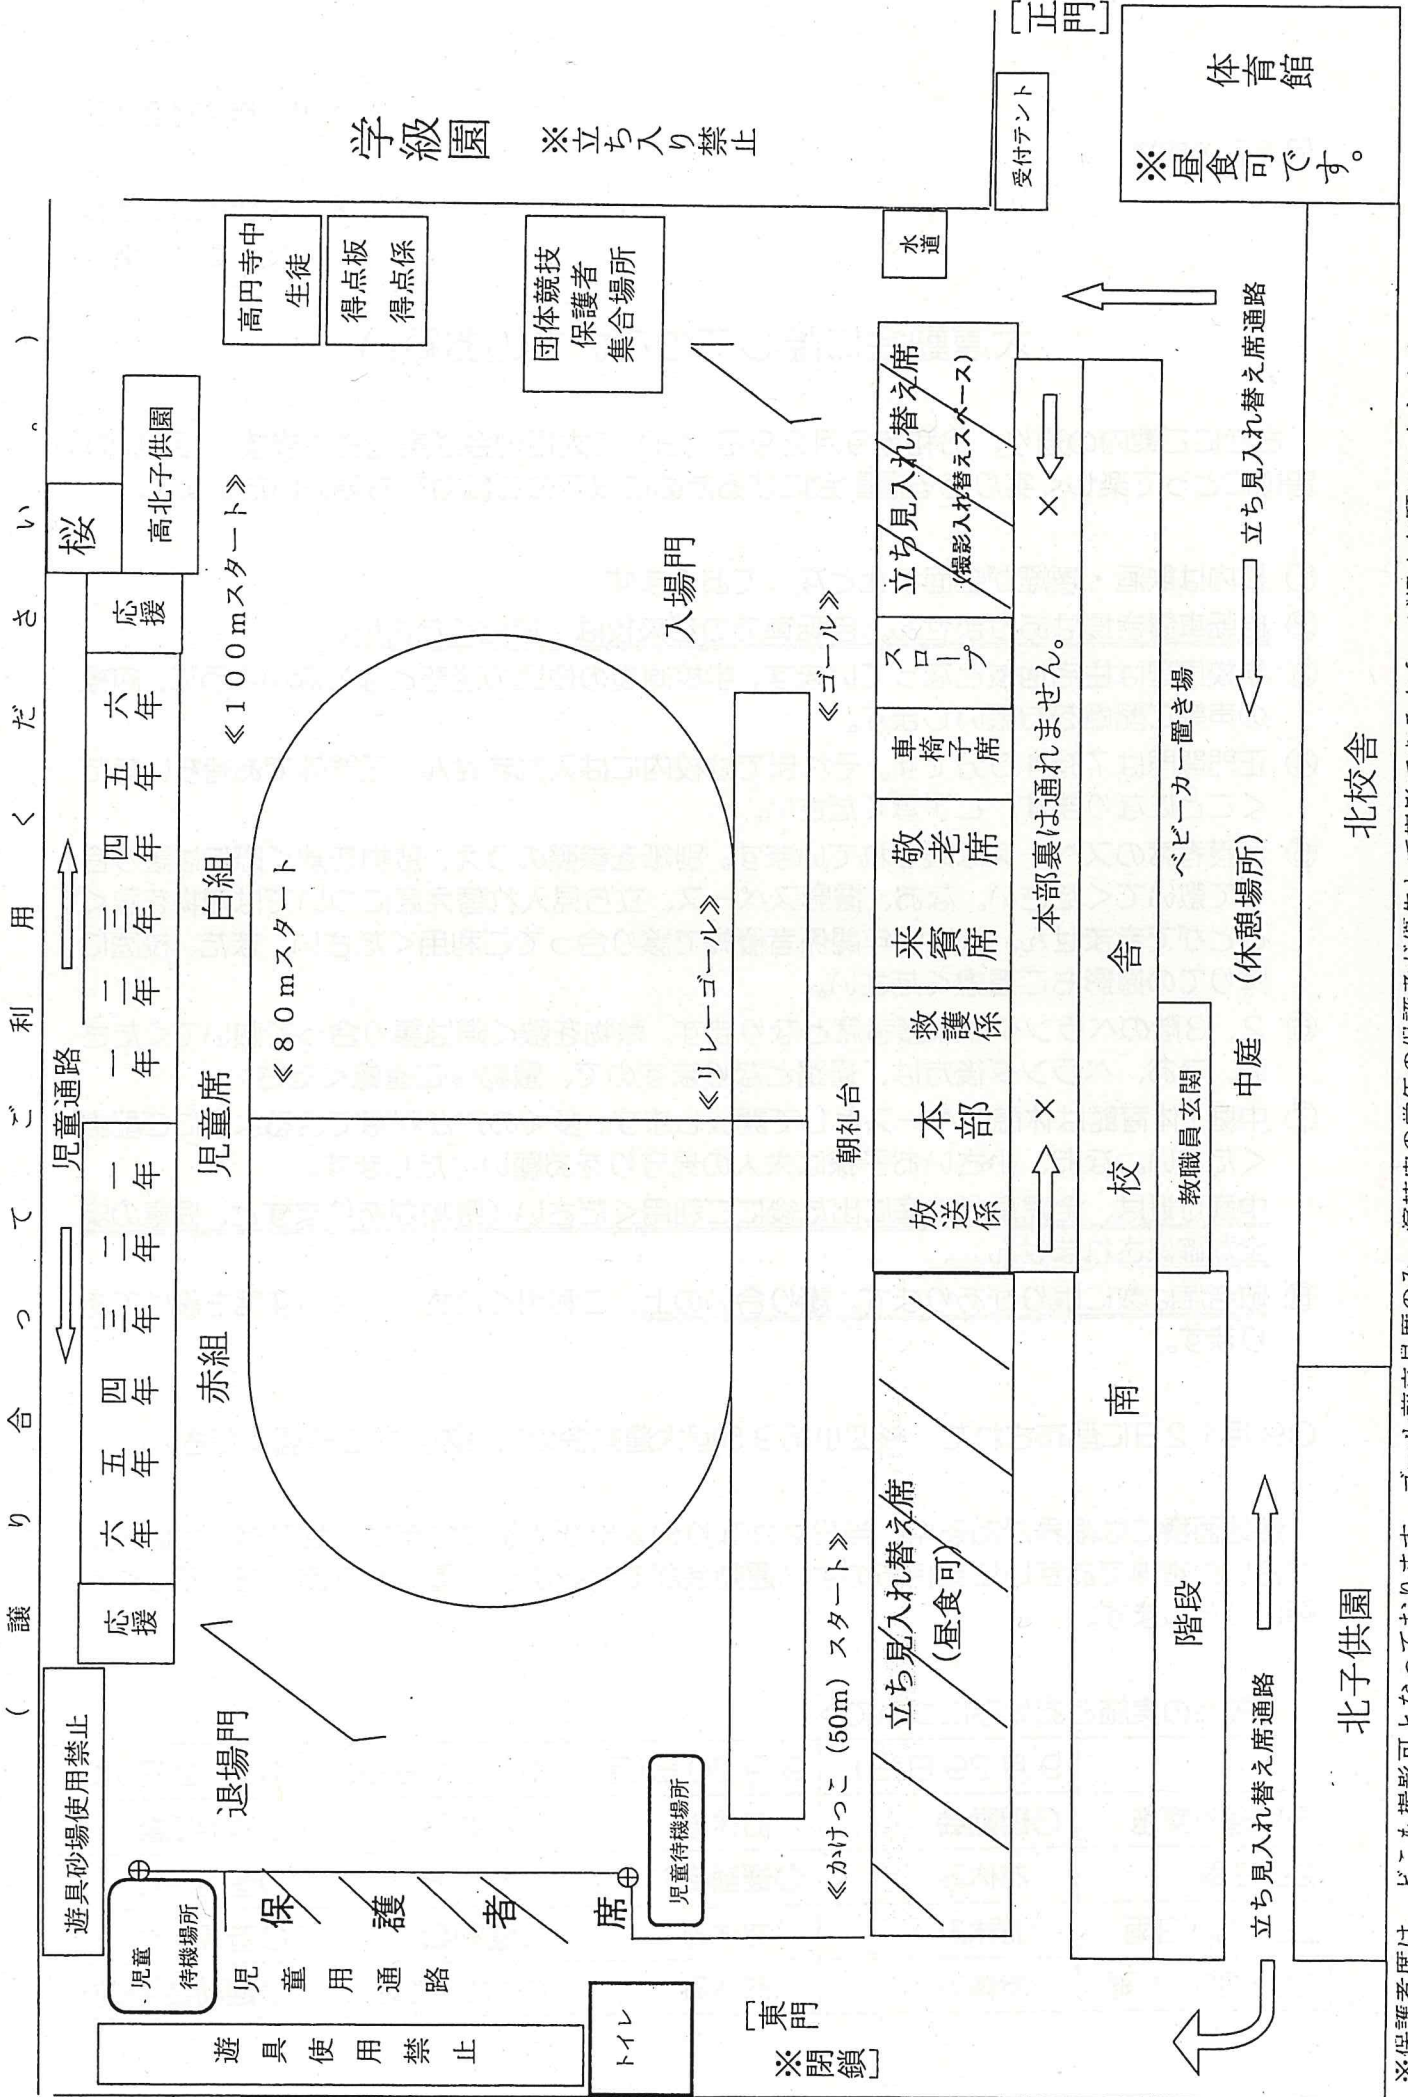 (譲り合ってご利用ください。)
遊具砂場使用禁止
児童通路
桜
高北子供園
応援
六年
五年
四年
三年
二年
一年
一年
二年
三年
四年
五年
六年
応援
高円寺中
生徒
得点板
得点係
学級園
※立ち入り禁止
退場門
赤組
児童席
白組
≪100mスタート≫
≪80mスタート
児童
待機場所
保護者席
児童用通路
遊具使用禁止
団体競技
保護者
集合場所
入場門
≪リレーゴール≫
児童待機場所
トイレ
[東門
※閉鎖]
≪かけっこ(50m)スタート≫
朝礼台
≪ゴール≫
水道
受付テント
[正門]
立ち見入れ替え席
(昼食可)
放送係
本部
救護係
来賓席
敬老席
車椅子席
スロープ
立ち見入れ替え席
(撮影入れ替えスペース)
×
本部裏は通れません。
×
南校舎
階段
教職員玄関
ベビーカー置き場
立ち見入れ替え席通路
中庭(休憩場所)
立ち見入れ替え席通路
体育館
※昼食可です。
北子供園
北校舎